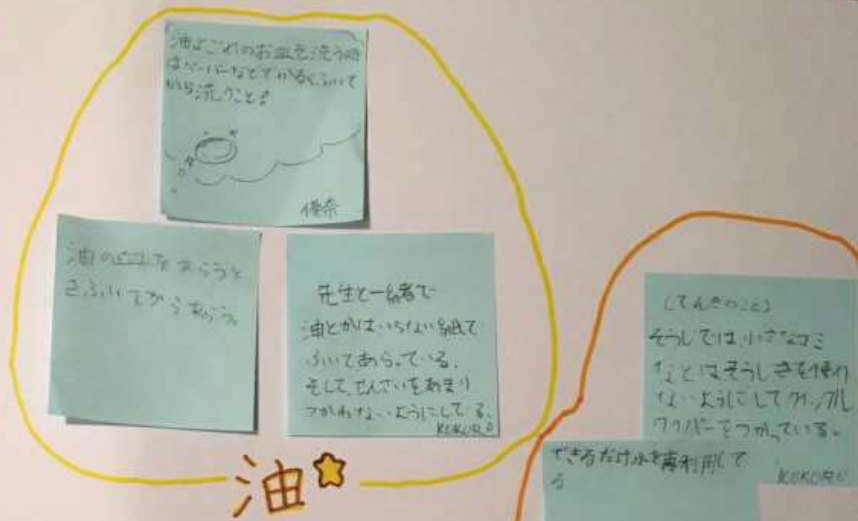 油よごれのお皿を洗う時
はペーパーなどでかるくふいて
から洗うこと!
優奈
油の皿をあらうと
きふいてからあらう。
先生と一緒で
油とかはいらない紙で
ふいてあらっている。
そして、せんざいをあまり
つかわないようにしてる。
KOKORO
油
(でんきのこと)
そうじでは小さなゴミ
などはそうじきを使わ
ないようにしてクイックル
ワイパーをつかっている。
KOKORO
できるだけ水を再利用して
る